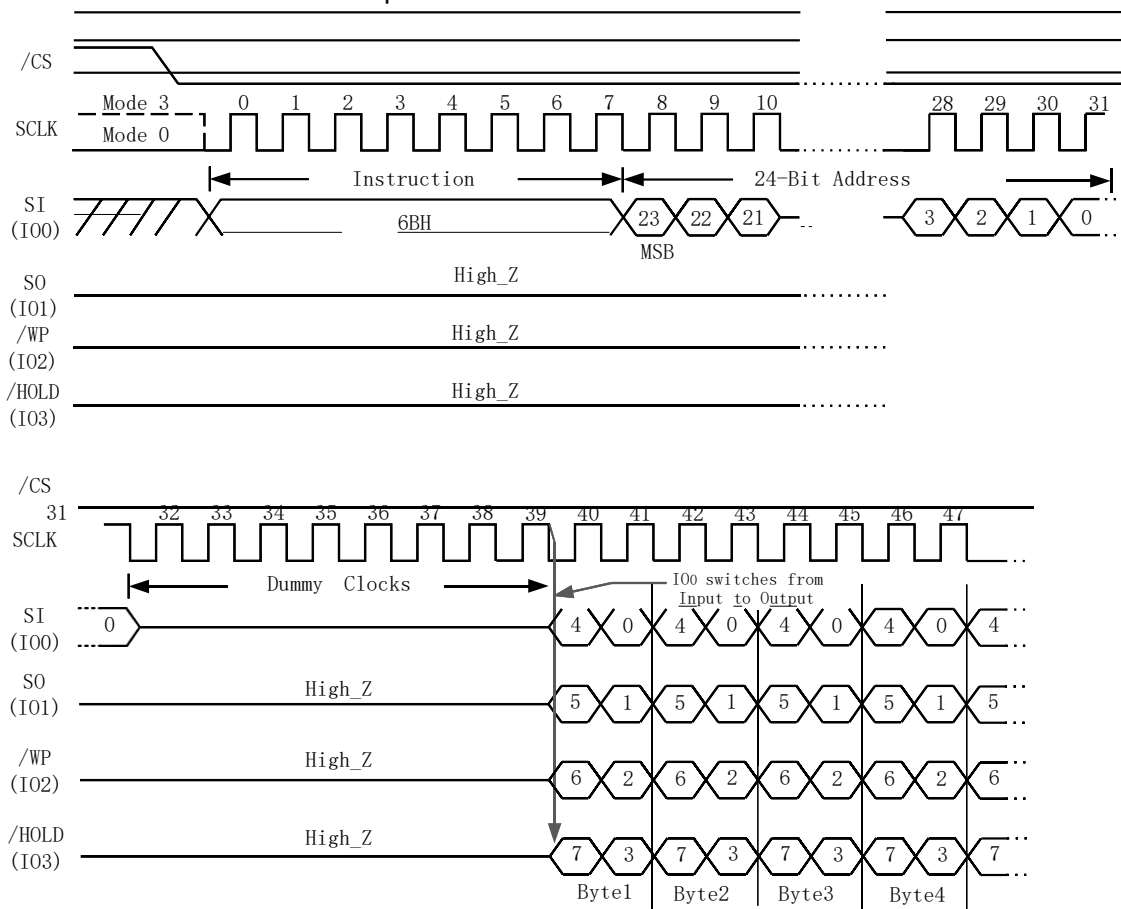 /CS
Mode 3 0 1 2 3 4 5 6 7 8 9 10 28 29 30 31
SCLK
Mode 0
Instruction 24-Bit Address
SI
(IO0)
6BH 23 22 21 3 2 1 0
MSB
SO
(IO1)
High_Z
/WP
(IO2)
High_Z
/HOLD
(IO3)
High_Z
/CS
31 32 33 34 35 36 37 38 39 40 41 42 43 44 45 46 47
SCLK
Dummy Clocks
IO0 switches from
Input to Output
SI
(IO0)
0 4 0 4 0 4 0 4 0 4
SO
(IO1)
High_Z 5 1 5 1 5 1 5 1 5
/WP
(IO2)
High_Z 6 2 6 2 6 2 6 2 6
/HOLD
(IO3)
High_Z 7 3 7 3 7 3 7 3 7
Byte1 Byte2 Byte3 Byte4